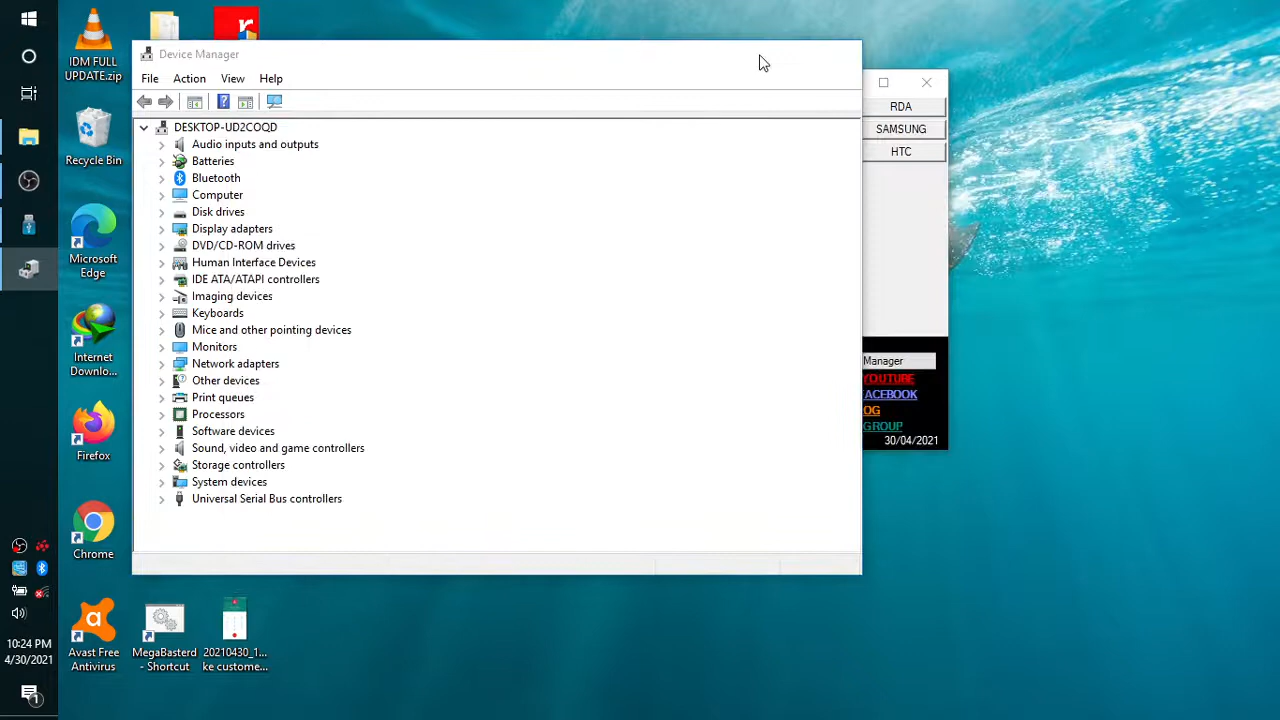 IDM FULL
UPDATE.zip
Recycle Bin
Microsoft
Edge
Internet
Downlo...
Firefox
Chrome
Avast Free
Antivirus
MegaBasterd
- Shortcut
20210430_1...
ke custome...
10:24 PM
4/30/2021
1
Device Manager
File
Action
View
Help
DESKTOP-UD2COQD
Audio inputs and outputs
Batteries
Bluetooth
Computer
Disk drives
Display adapters
DVD/CD-ROM drives
Human Interface Devices
IDE ATA/ATAPI controllers
Imaging devices
Keyboards
Mice and other pointing devices
Monitors
Network adapters
Other devices
Print queues
Processors
Software devices
Sound, video and game controllers
Storage controllers
System devices
Universal Serial Bus controllers
RDA
SAMSUNG
HTC
Manager
YOUTUBE
ACEBOOK
OG
GROUP
30/04/2021